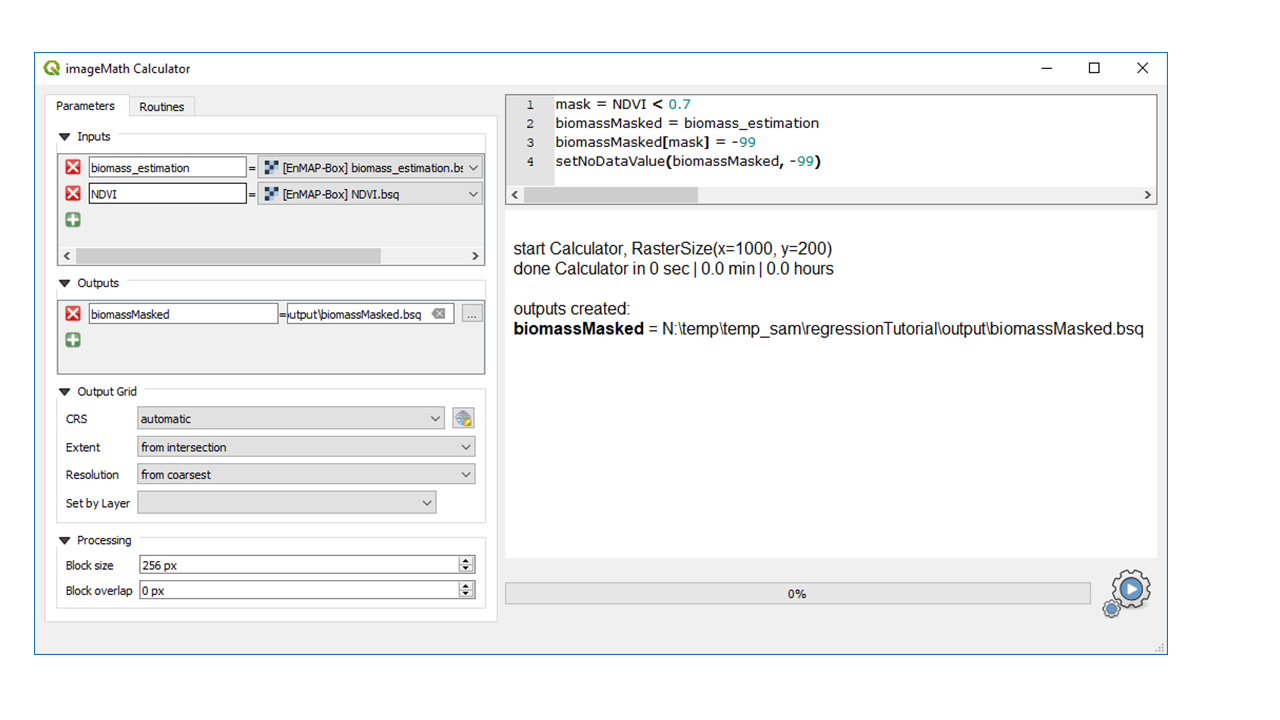 imageMath Calculator
Parameters
Routines
Inputs
biomass_estimation = [EnMAP-Box] biomass_estimation.bs
NDVI = [EnMAP-Box] NDVI.bsq
Outputs
biomassMasked =utput\biomassMasked.bsq ...
Output Grid
CRS automatic
Extent from intersection
Resolution from coarsest
Set by Layer
Processing
Block size 256 px
Block overlap 0 px
1 mask = NDVI < 0.7
2 biomassMasked = biomass_estimation
3 biomassMasked[mask] = -99
4 setNoDataValue(biomassMasked, -99)
start Calculator, RasterSize(x=1000, y=200)
done Calculator in 0 sec | 0.0 min | 0.0 hours
outputs created:
biomassMasked = N:\temp\temp_sam\regressionTutorial\output\biomassMasked.bsq
0%